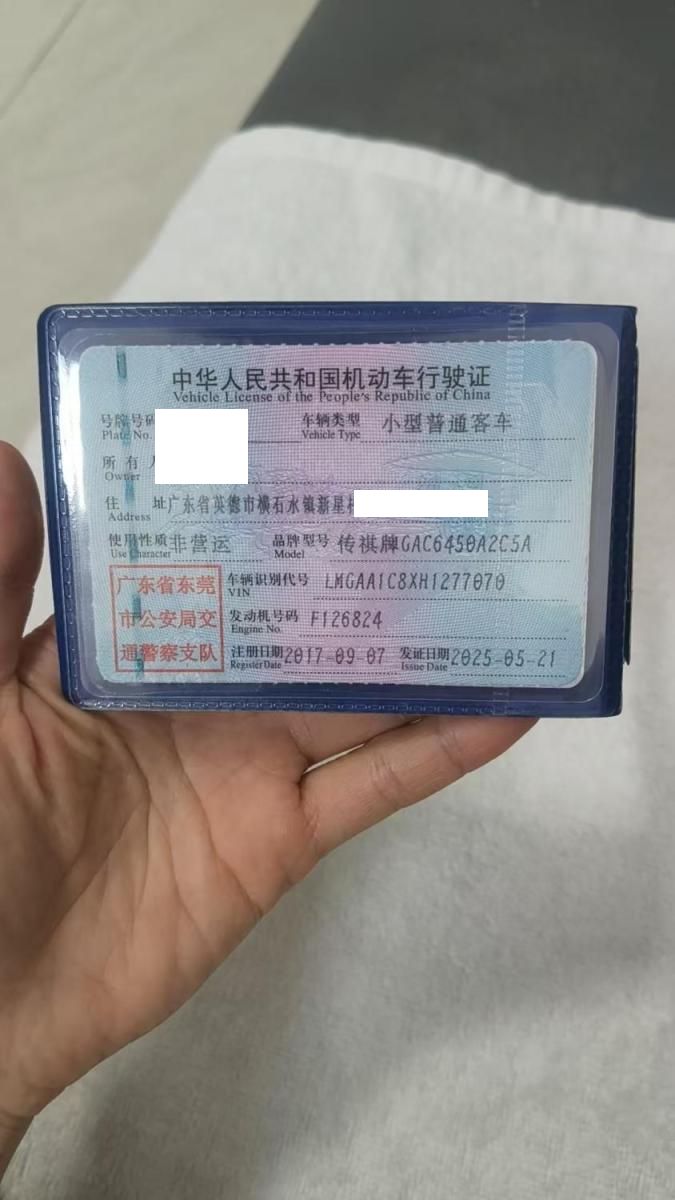 中华人民共和国机动车行驶证
Vehicle License of the People's Republic of China
号牌号码 车辆类型 小型普通客车
Plate No. Vehicle Type
所有人
Owner
住址 广东省英德市横石水镇新星村
Address
使用性质 非营运 品牌型号 传祺牌GAC6450A2C5A
Use Character Model
广东省东莞 车辆识别代号 LMGAA1C8XH1277070
VIN
市公安局交 发动机号码 F126824
Engine No.
通警察支队 注册日期 2017-09-07 发证日期 2025-05-21
Register Date Issue Date